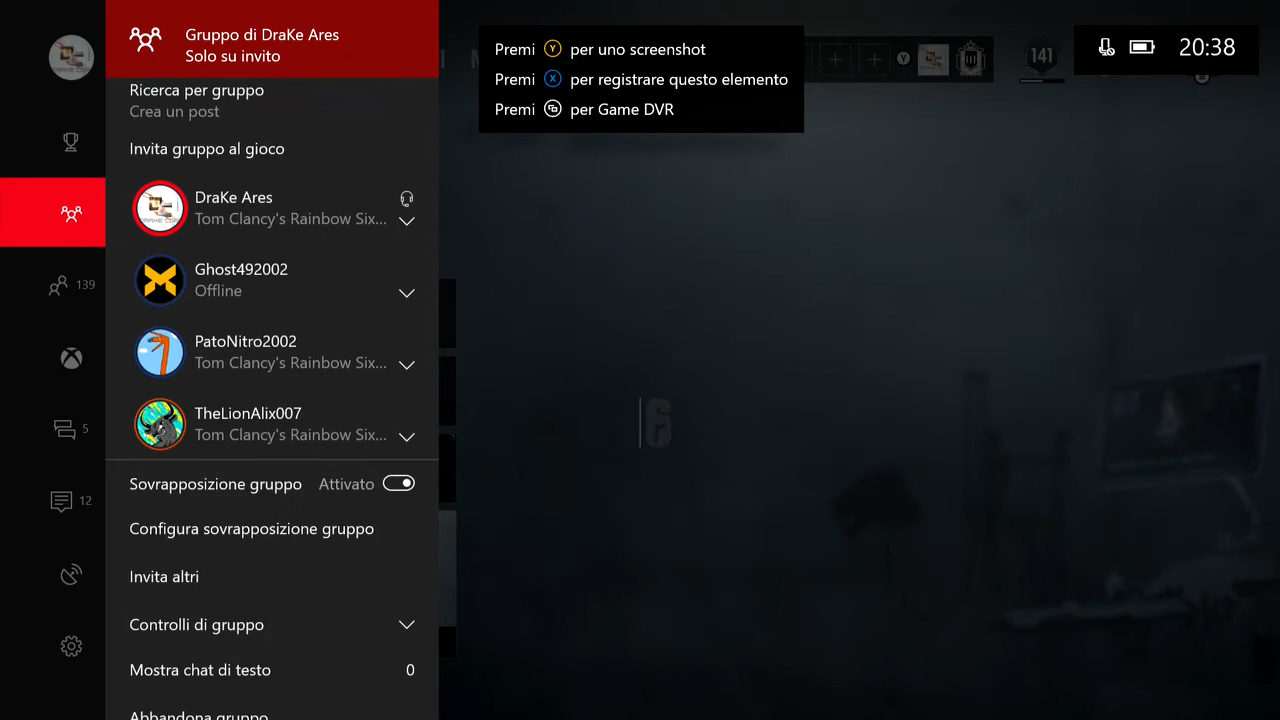 Gruppo di DraKe Ares
Solo su invito
Ricerca per gruppo
Crea un post
Invita gruppo al gioco
DraKe Ares
Tom Clancy's Rainbow Six...
Ghost492002
Offline
PatoNitro2002
Tom Clancy's Rainbow Six...
TheLionAlix007
Tom Clancy's Rainbow Six...
Sovrapposizione gruppo Attivato
Configura sovrapposizione gruppo
Invita altri
Controlli di gruppo
Mostra chat di testo 0
Abbandona gruppo
139
5
12
Premi Y per uno screenshot
Premi X per registrare questo elemento
Premi per Game DVR
Y
141
20:38
6